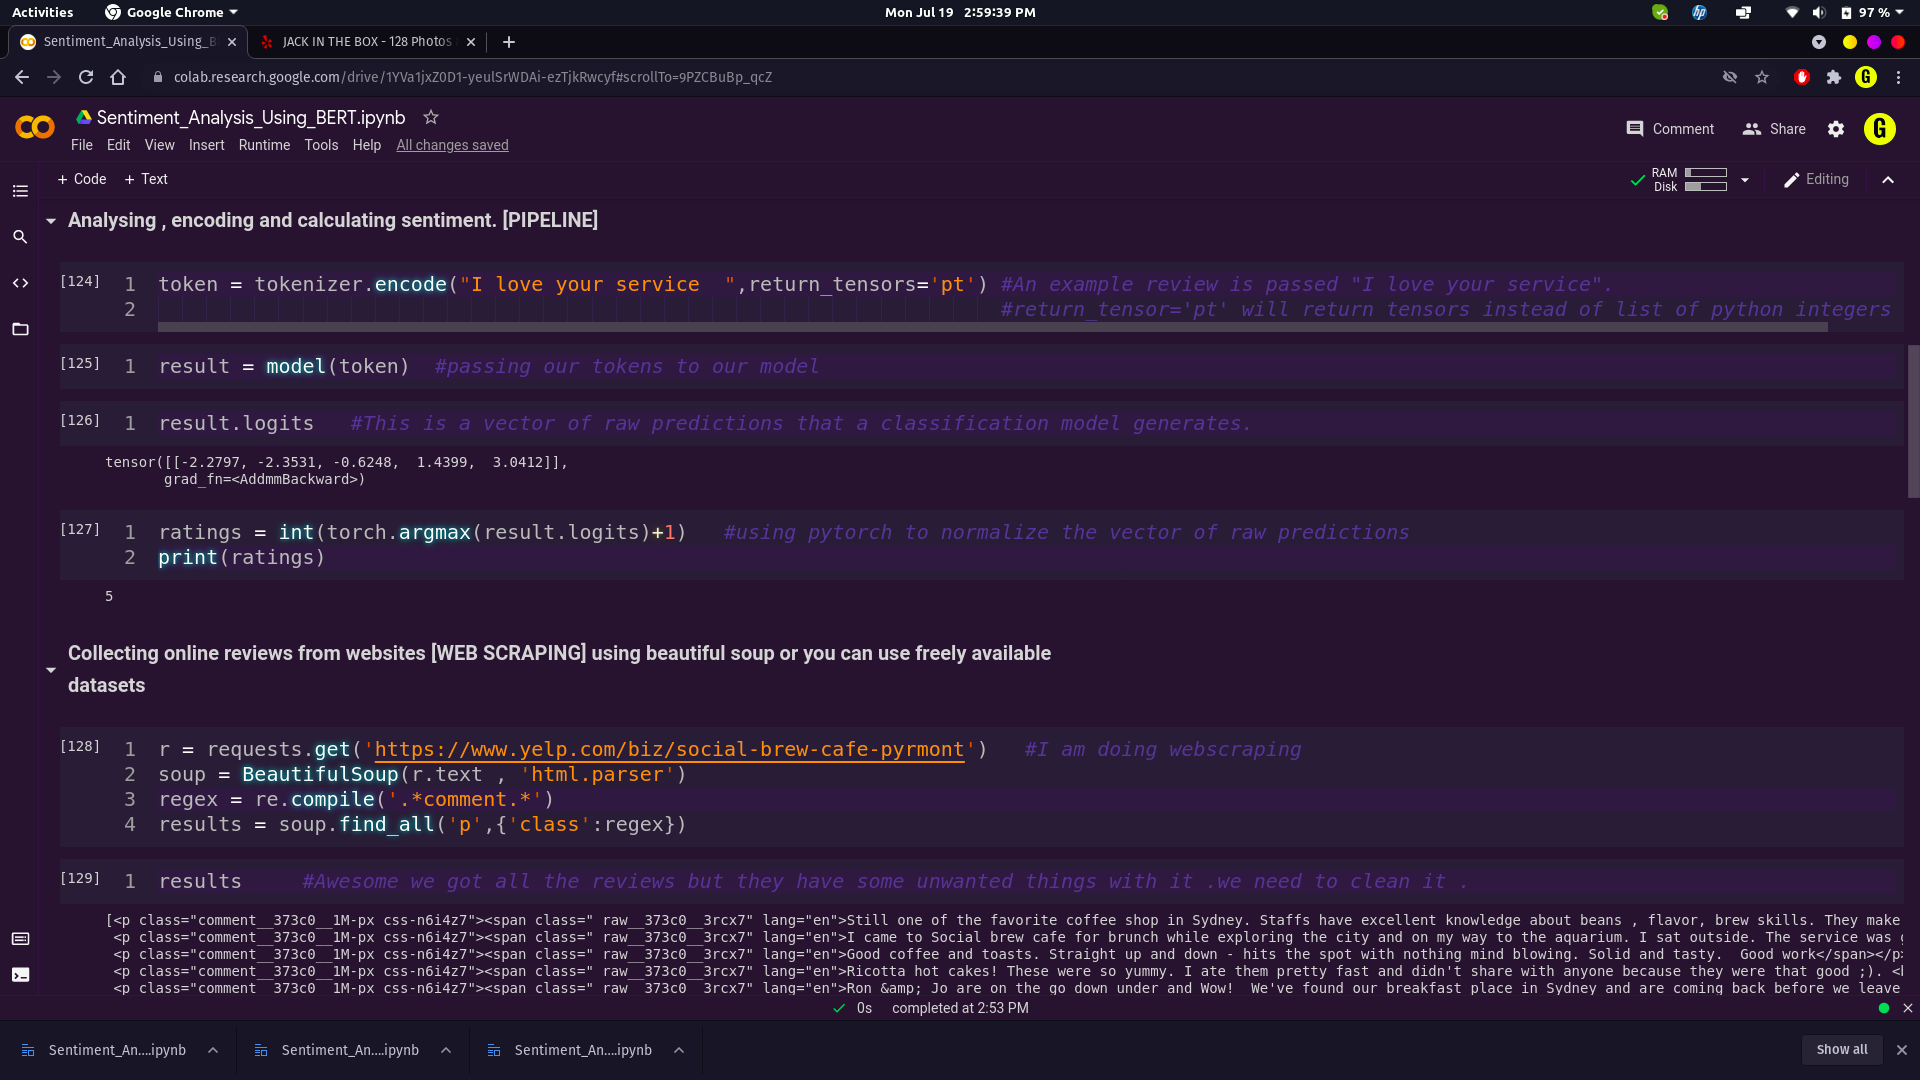 Activities Google Chrome Mon Jul 19 2:59:39 PM 97 %
Sentiment_Analysis_Using_B JACK IN THE BOX - 128 Photos
colab.research.google.com/drive/1YVa1jxZ0D1-yeulSrWDAi-ezTjkRwcyf#scrollTo=9PZCBuBp_qcZ
Sentiment_Analysis_Using_BERT.ipynb
Comment Share G
File Edit View Insert Runtime Tools Help All changes saved
+ Code + Text RAM Disk Editing
Analysing , encoding and calculating sentiment. [PIPELINE]
[124] 1 token = tokenizer.encode("I love your service  ",return_tensors='pt') #An example review is passed "I love your service".
2 #return_tensor='pt' will return tensors instead of list of python integers
[125] 1 result = model(token)  #passing our tokens to our model
[126] 1 result.logits   #This is a vector of raw predictions that a classification model generates.
tensor([[-2.2797, -2.3531, -0.6248,  1.4399,  3.0412]],
grad_fn=<AddmmBackward>)
[127] 1 ratings = int(torch.argmax(result.logits)+1)   #using pytorch to normalize the vector of raw predictions
2 print(ratings)
5
Collecting online reviews from websites [WEB SCRAPING] using beautiful soup or you can use freely available
datasets
[128] 1 r = requests.get('https://www.yelp.com/biz/social-brew-cafe-pyrmont')   #I am doing webscraping
2 soup = BeautifulSoup(r.text , 'html.parser')
3 regex = re.compile('.*comment.*')
4 results = soup.find_all('p',{'class':regex})
[129] 1 results     #Awesome we got all the reviews but they have some unwanted things with it .we need to clean it .
[<p class="comment__373c0__1M-px css-n6i4z7"><span class=" raw__373c0__3rcx7" lang="en">Still one of the favorite coffee shop in Sydney. Staffs have excellent knowledge about beans , flavor, brew skills. They make
<p class="comment__373c0__1M-px css-n6i4z7"><span class=" raw__373c0__3rcx7" lang="en">I came to Social brew cafe for brunch while exploring the city and on my way to the aquarium. I sat outside. The service was
<p class="comment__373c0__1M-px css-n6i4z7"><span class=" raw__373c0__3rcx7" lang="en">Good coffee and toasts. Straight up and down - hits the spot with nothing mind blowing. Solid and tasty.  Good work</span></p
<p class="comment__373c0__1M-px css-n6i4z7"><span class=" raw__373c0__3rcx7" lang="en">Ricotta hot cakes! These were so yummy. I ate them pretty fast and didn't share with anyone because they were that good ;). <
<p class="comment__373c0__1M-px css-n6i4z7"><span class=" raw__373c0__3rcx7" lang="en">Ron &amp; Jo are on the go down under and Wow!  We've found our breakfast place in Sydney and are coming back before we leave
0s completed at 2:53 PM
Sentiment_An....ipynb Sentiment_An....ipynb Sentiment_An....ipynb Show all